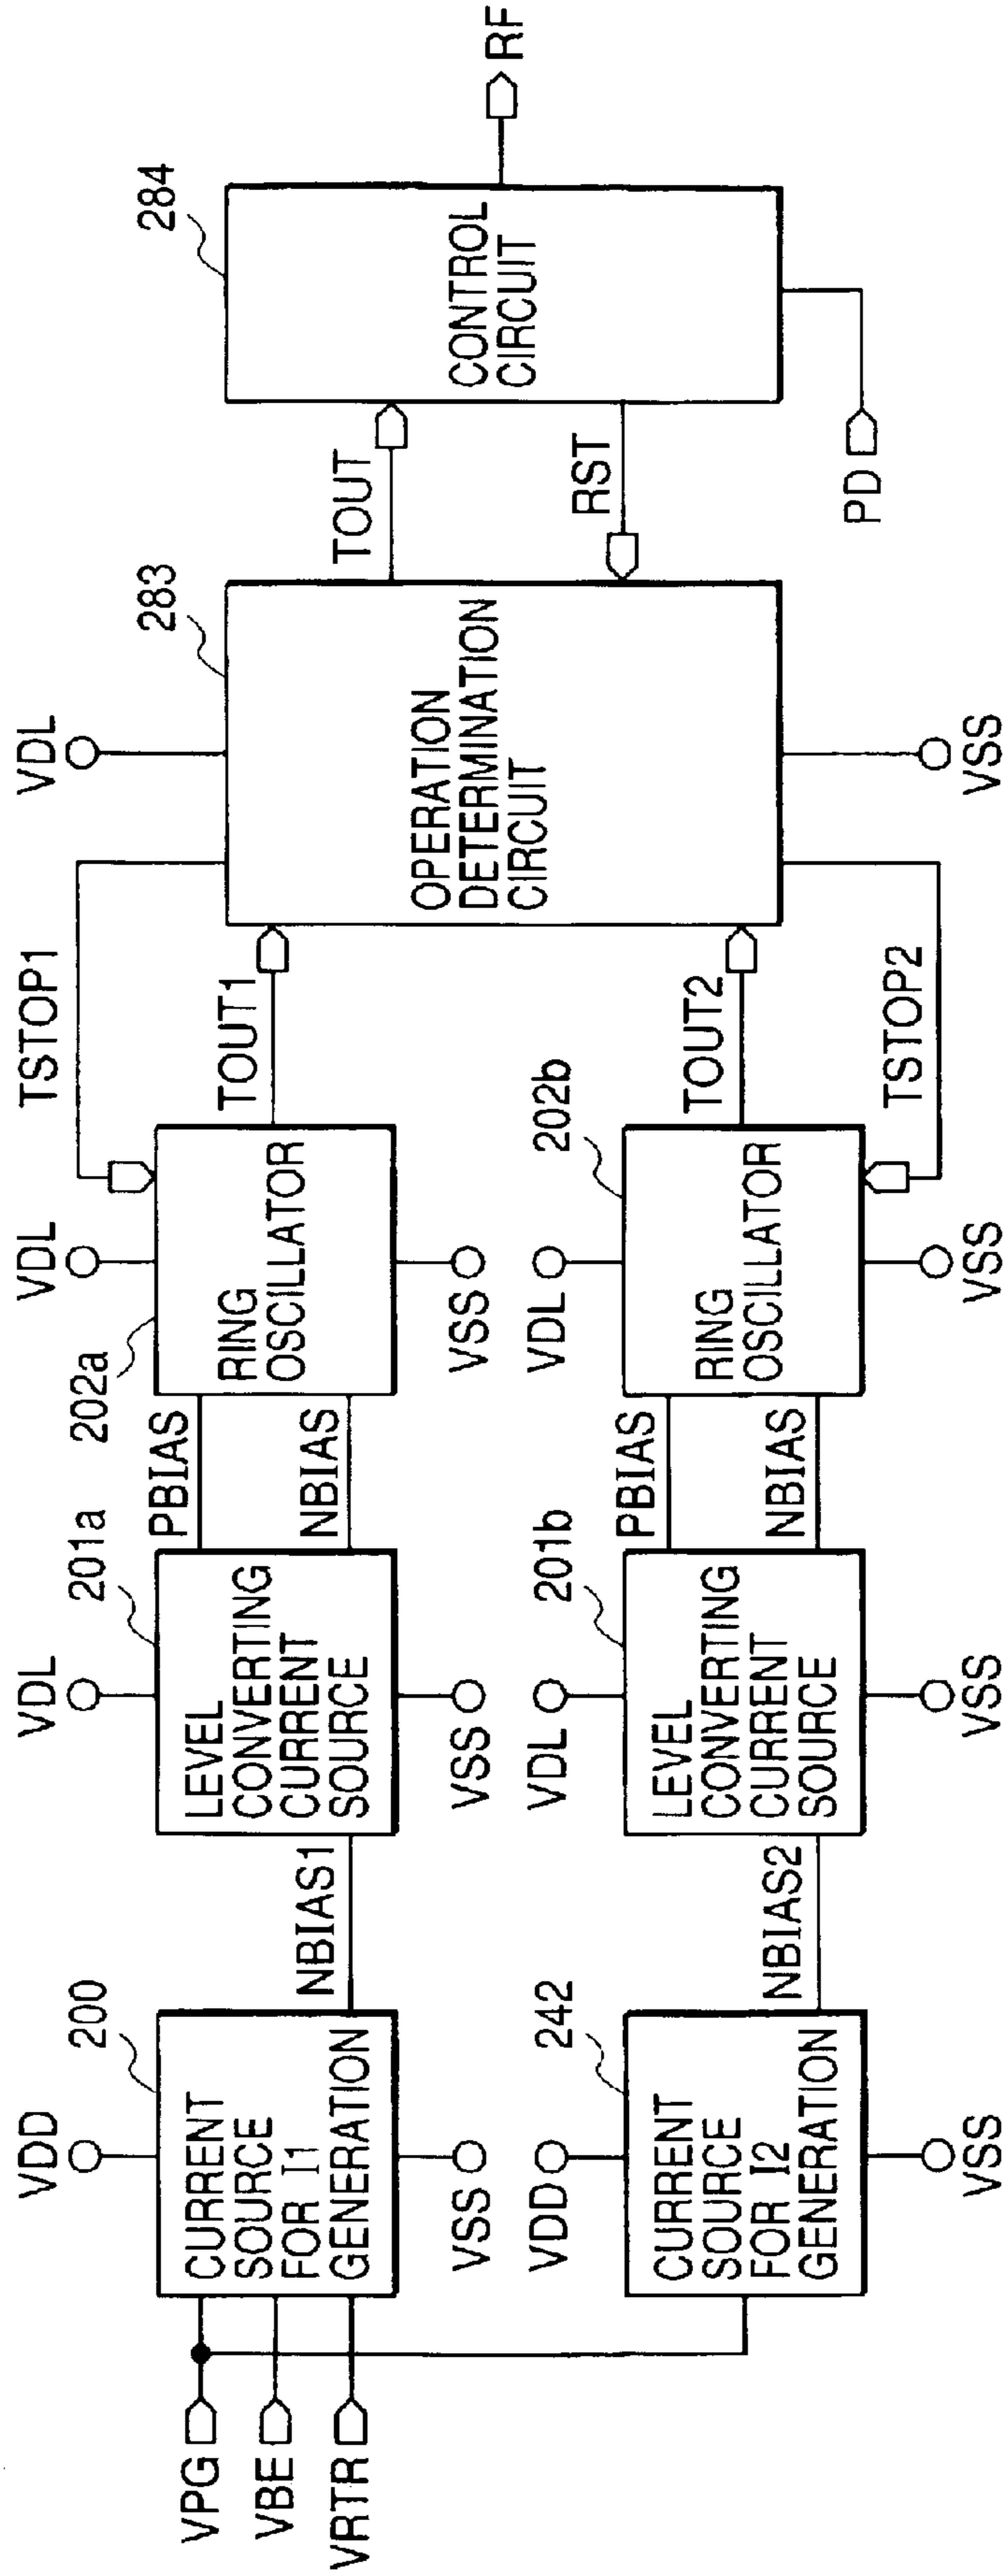 VPG
VBE
VRTR
VDD
200
CURRENT
SOURCE
FOR I1
GENERATION
VSS
NBIAS1
VDL
201a
LEVEL
CONVERTING
CURRENT
SOURCE
VSS
PBIAS
NBIAS
VDL
202a
RING
OSCILLATOR
VSS
TSTOP1
TOUT1
VDD
242
CURRENT
SOURCE
FOR I2
GENERATION
VSS
NBIAS2
VDL
201b
LEVEL
CONVERTING
CURRENT
SOURCE
VSS
PBIAS
NBIAS
VDL
202b
RING
OSCILLATOR
VSS
TOUT2
TSTOP2
VDL
283
OPERATION
DETERMINATION
CIRCUIT
VSS
TOUT
RST
284
CONTROL
CIRCUIT
PD
RF